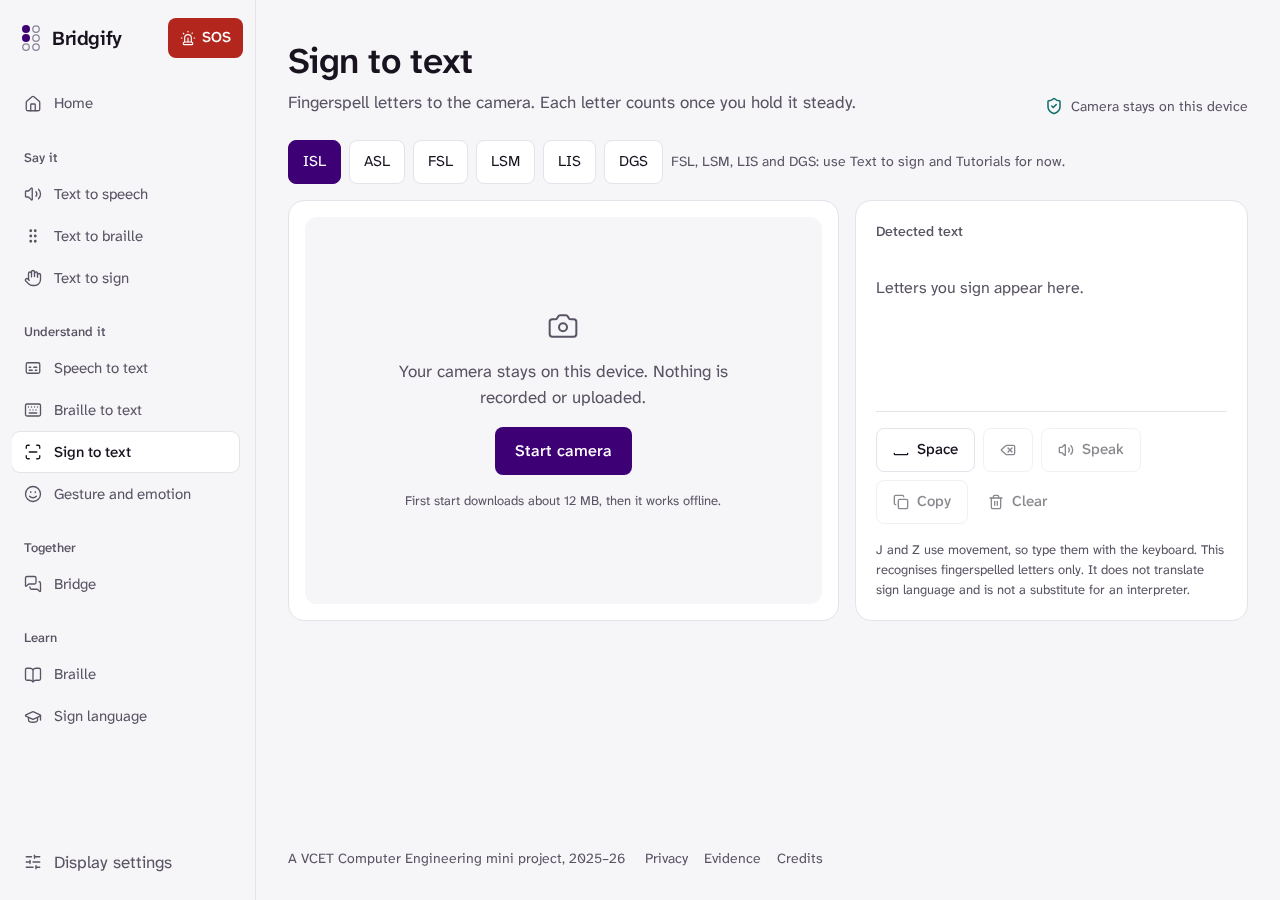 Bridgify
SOS
Home
Say it
Text to speech
Text to braille
Text to sign
Understand it
Speech to text
Braille to text
Sign to text
Gesture and emotion
Together
Bridge
Learn
Braille
Sign language
Display settings
Sign to text
Fingerspell letters to the camera. Each letter counts once you hold it steady.
Camera stays on this device
ISL ASL FSL LSM LIS DGS FSL, LSM, LIS and DGS: use Text to sign and Tutorials for now.
Your camera stays on this device. Nothing is
recorded or uploaded.
Start camera
First start downloads about 12 MB, then it works offline.
Detected text
Letters you sign appear here.
Space Speak
Copy Clear
J and Z use movement, so type them with the keyboard. This
recognises fingerspelled letters only. It does not translate
sign language and is not a substitute for an interpreter.
A VCET Computer Engineering mini project, 2025–26 Privacy Evidence Credits